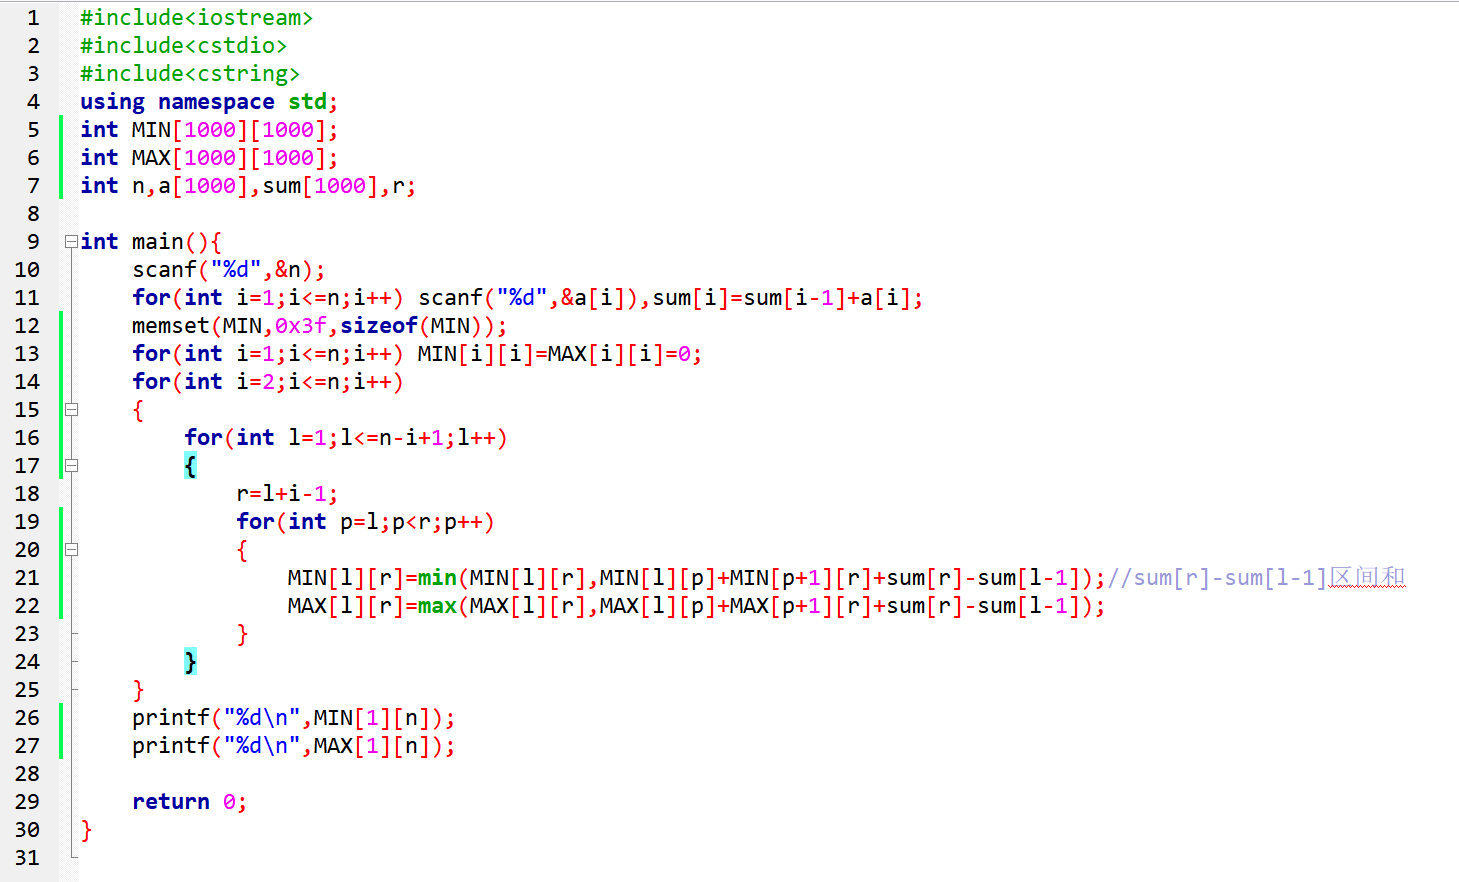 1 #include<iostream>
2 #include<cstdio>
3 #include<cstring>
4 using namespace std;
5 int MIN[1000][1000];
6 int MAX[1000][1000];
7 int n,a[1000],sum[1000],r;
8
9 int main(){
10     scanf("%d",&n);
11     for(int i=1;i<=n;i++) scanf("%d",&a[i]),sum[i]=sum[i-1]+a[i];
12     memset(MIN,0x3f,sizeof(MIN));
13     for(int i=1;i<=n;i++) MIN[i][i]=MAX[i][i]=0;
14     for(int i=2;i<=n;i++)
15     {
16         for(int l=1;l<=n-i+1;l++)
17         {
18             r=l+i-1;
19             for(int p=l;p<r;p++)
20             {
21                 MIN[l][r]=min(MIN[l][r],MIN[l][p]+MIN[p+1][r]+sum[r]-sum[l-1]);//sum[r]-sum[l-1]区间和
22                 MAX[l][r]=max(MAX[l][r],MAX[l][p]+MAX[p+1][r]+sum[r]-sum[l-1]);
23             }
24         }
25     }
26     printf("%d\n",MIN[1][n]);
27     printf("%d\n",MAX[1][n]);
28
29     return 0;
30 }
31